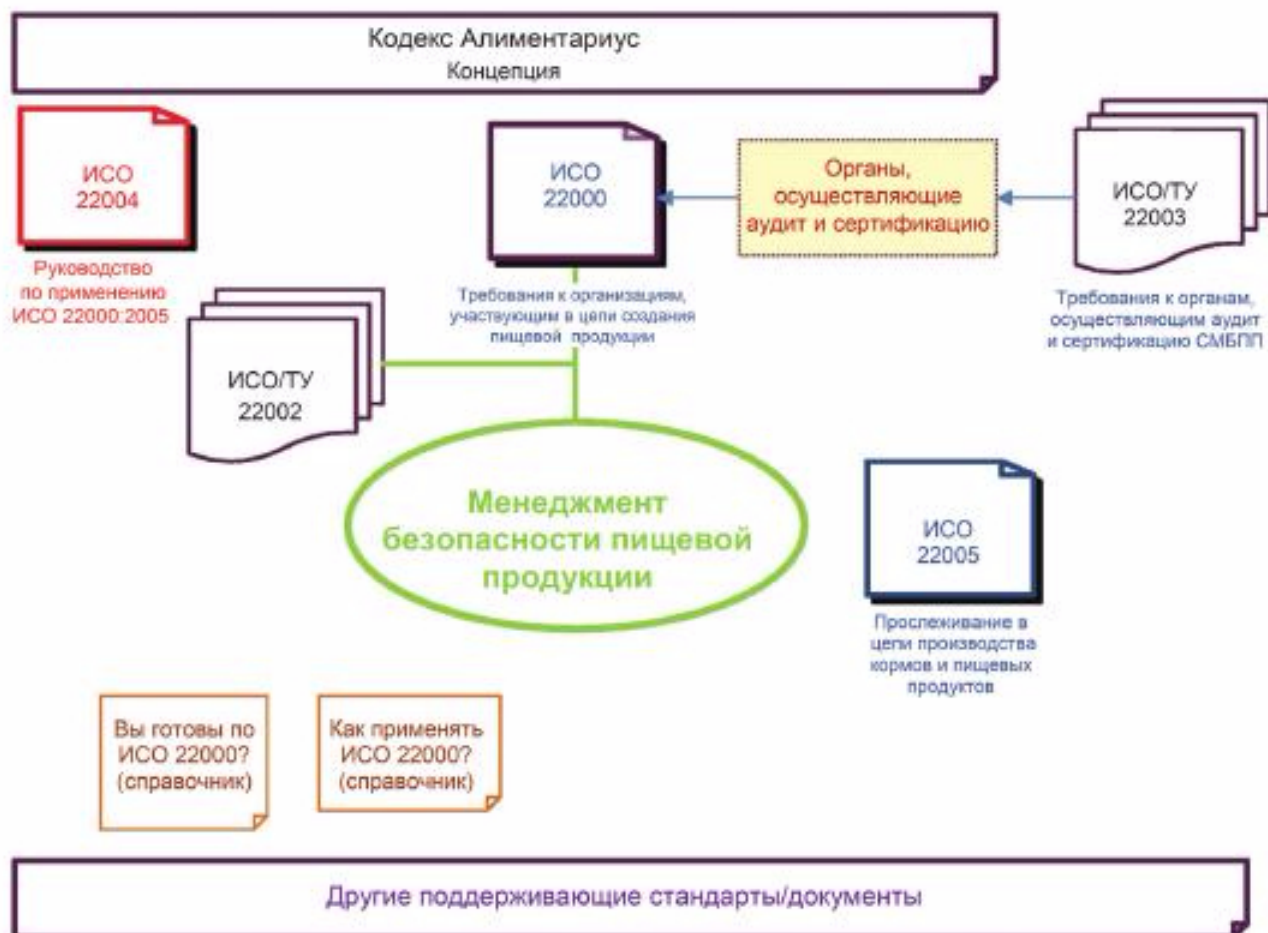 Кодекс Алиментариус
Концепция
ИСО
22004
Руководство
по применению
ИСО 22000:2005
ИСО
22000
Требования к организациям,
участвующим в цепи создания
пищевой продукции
Органы,
осуществляющие
аудит и сертификацию
ИСО/ТУ
22003
Требования к органам,
осуществляющим аудит
и сертификацию СМБПП
ИСО/ТУ
22002
Менеджмент
безопасности пищевой
продукции
ИСО
22005
Прослеживание в
цепи производства
кормов и пищевых
продуктов
Вы готовы по
ИСО 22000?
(справочник)
Как применять
ИСО 22000?
(справочник)
Другие поддерживающие стандарты/документы